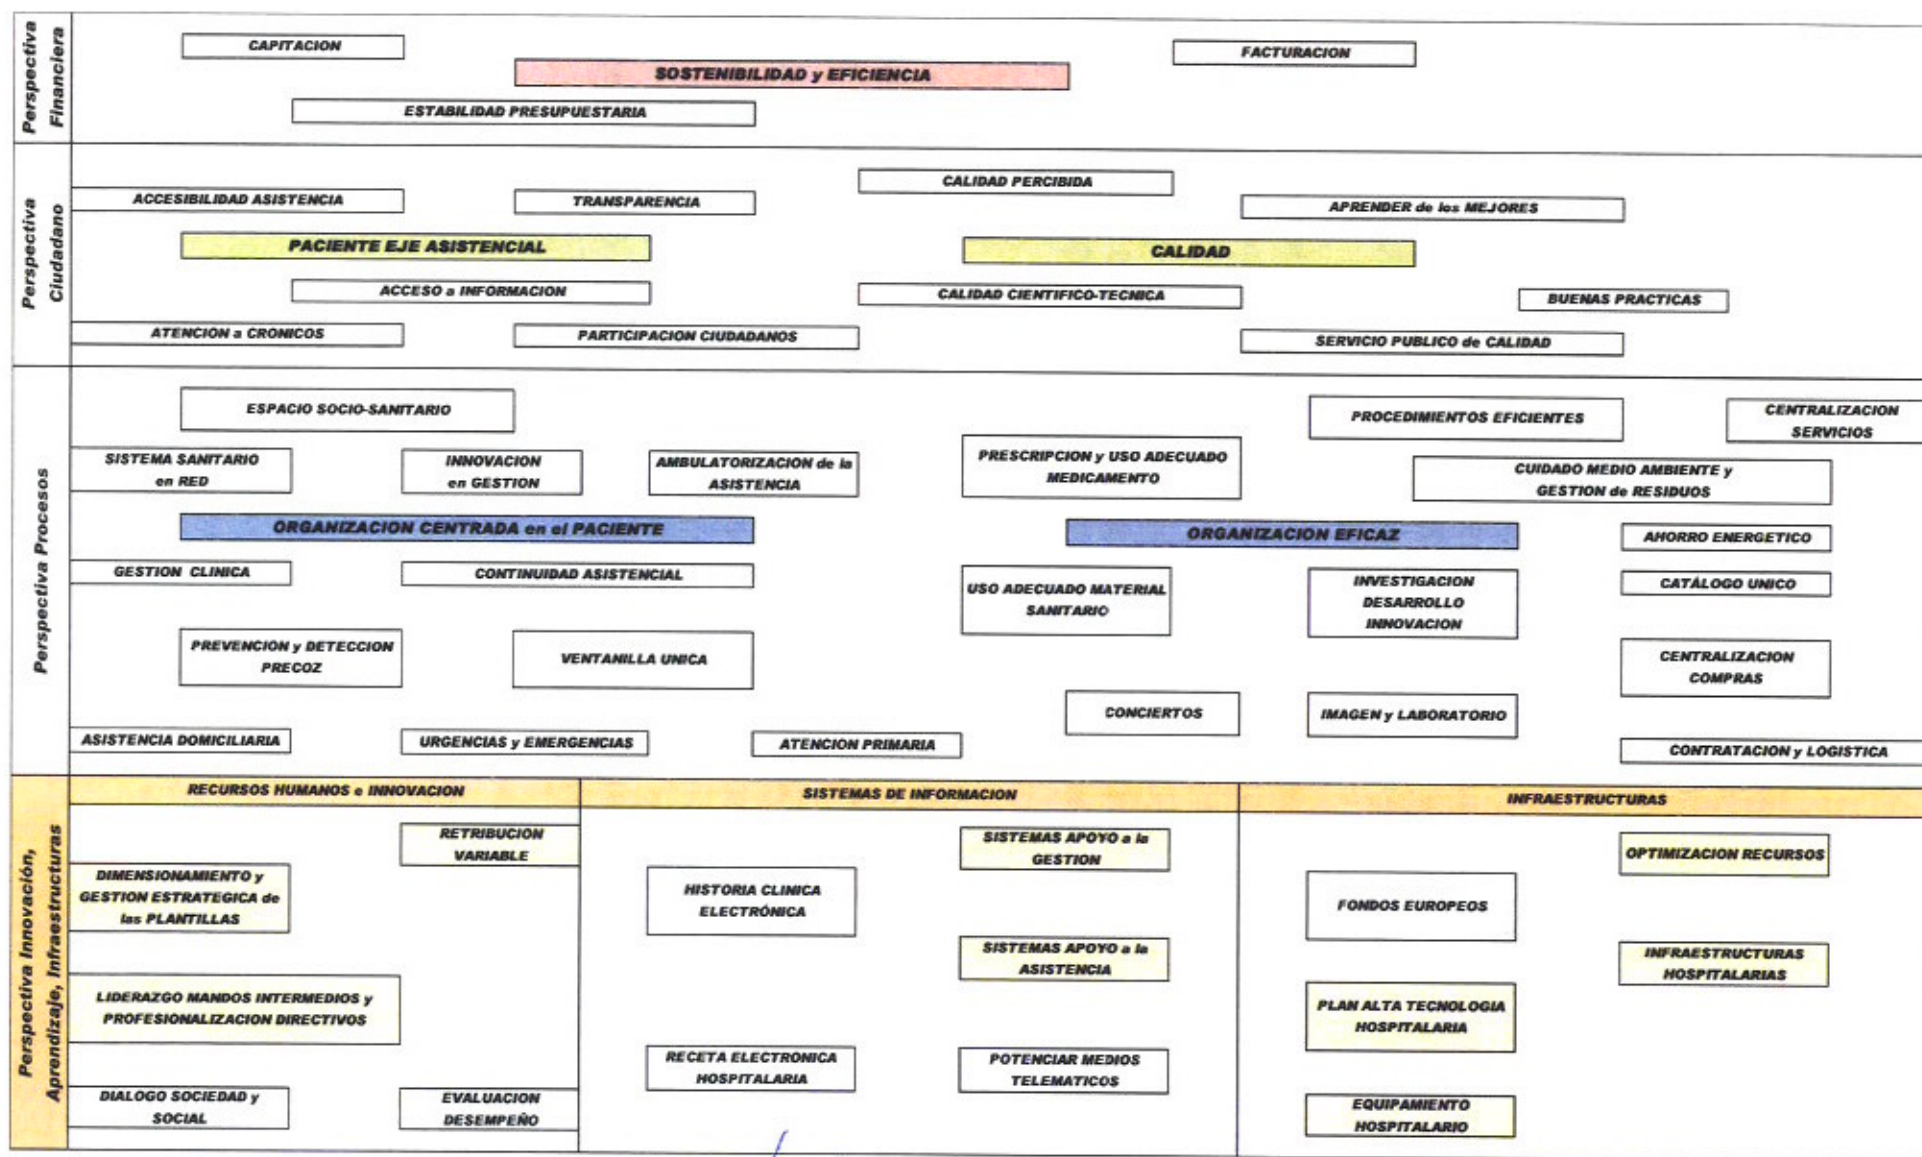 Perspectiva
Financiera
CAPITACION
FACTURACION
SOSTENIBILIDAD y EFICIENCIA
ESTABILIDAD PRESUPUESTARIA
Perspectiva
Ciudadano
CALIDAD PERCIBIDA
ACCESIBILIDAD ASISTENCIA
TRANSPARENCIA
APRENDER de los MEJORES
PACIENTE EJE ASISTENCIAL
CALIDAD
ACCESO a INFORMACION
CALIDAD CIENTIFICO-TECNICA
BUENAS PRACTICAS
ATENCION a CRONICOS
PARTICIPACION CIUDADANOS
SERVICIO PUBLICO de CALIDAD
Perspectiva Procesos
ESPACIO SOCIO-SANITARIO
PROCEDIMIENTOS EFICIENTES
CENTRALIZACION
SERVICIOS
SISTEMA SANITARIO
en RED
INNOVACION
en GESTION
AMBULATORIZACION de la
ASISTENCIA
PRESCRIPCION y USO ADECUADO
MEDICAMENTO
CUIDADO MEDIO AMBIENTE y
GESTION de RESIDUOS
ORGANIZACION CENTRADA en el PACIENTE
ORGANIZACION EFICAZ
AHORRO ENERGETICO
GESTION CLINICA
CONTINUIDAD ASISTENCIAL
USO ADECUADO MATERIAL
SANITARIO
INVESTIGACION
DESARROLLO
INNOVACION
CATÁLOGO UNICO
PREVENCION y DETECCION
PRECOZ
VENTANILLA UNICA
CENTRALIZACION
COMPRAS
CONCIERTOS
IMAGEN y LABORATORIO
ASISTENCIA DOMICILIARIA
URGENCIAS y EMERGENCIAS
ATENCION PRIMARIA
CONTRATACION y LOGISTICA
Perspectiva Innovación,
Aprendizaje, Infraestructuras
RECURSOS HUMANOS e INNOVACION
SISTEMAS DE INFORMACION
INFRAESTRUCTURAS
RETRIBUCION
VARIABLE
DIMENSIONAMIENTO y
GESTION ESTRATEGICA de
las PLANTILLAS
LIDERAZGO MANDOS INTERMEDIOS y
PROFESIONALIZACION DIRECTIVOS
DIALOGO SOCIEDAD y
SOCIAL
EVALUACION
DESEMPEÑO
SISTEMAS APOYO a la
GESTION
HISTORIA CLINICA
ELECTRÓNICA
SISTEMAS APOYO a la
ASISTENCIA
RECETA ELECTRONICA
HOSPITALARIA
POTENCIAR MEDIOS
TELEMATICOS
OPTIMIZACION RECURSOS
FONDOS EUROPEOS
INFRAESTRUCTURAS
HOSPITALARIAS
PLAN ALTA TECNOLOGIA
HOSPITALARIA
EQUIPAMIENTO
HOSPITALARIO